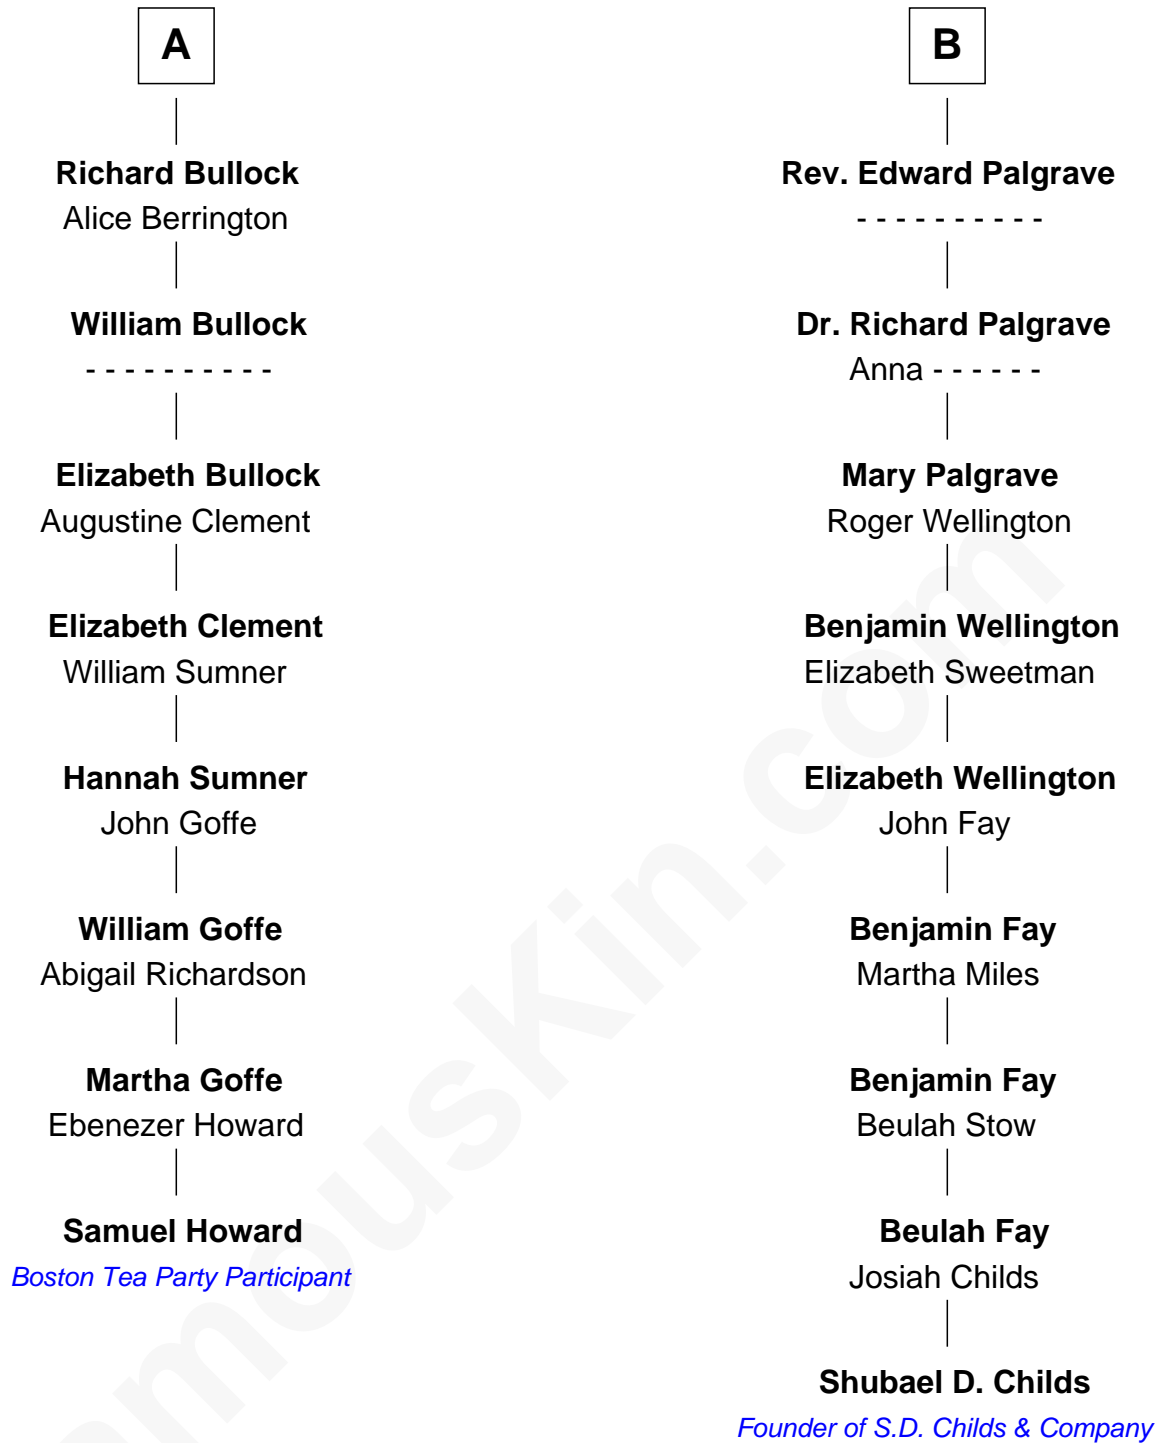 A
Richard Bullock
Alice Berrington
William Bullock
- - - - - - - - - -
Elizabeth Bullock
Augustine Clement
Elizabeth Clement
William Sumner
Hannah Sumner
John Goffe
William Goffe
Abigail Richardson
Martha Goffe
Ebenezer Howard
Samuel Howard
Boston Tea Party Participant
B
Rev. Edward Palgrave
- - - - - - - - - -
Dr. Richard Palgrave
Anna - - - - - -
Mary Palgrave
Roger Wellington
Benjamin Wellington
Elizabeth Sweetman
Elizabeth Wellington
John Fay
Benjamin Fay
Martha Miles
Benjamin Fay
Beulah Stow
Beulah Fay
Josiah Childs
Shubael D. Childs
Founder of S.D. Childs & Company
amouskin.com